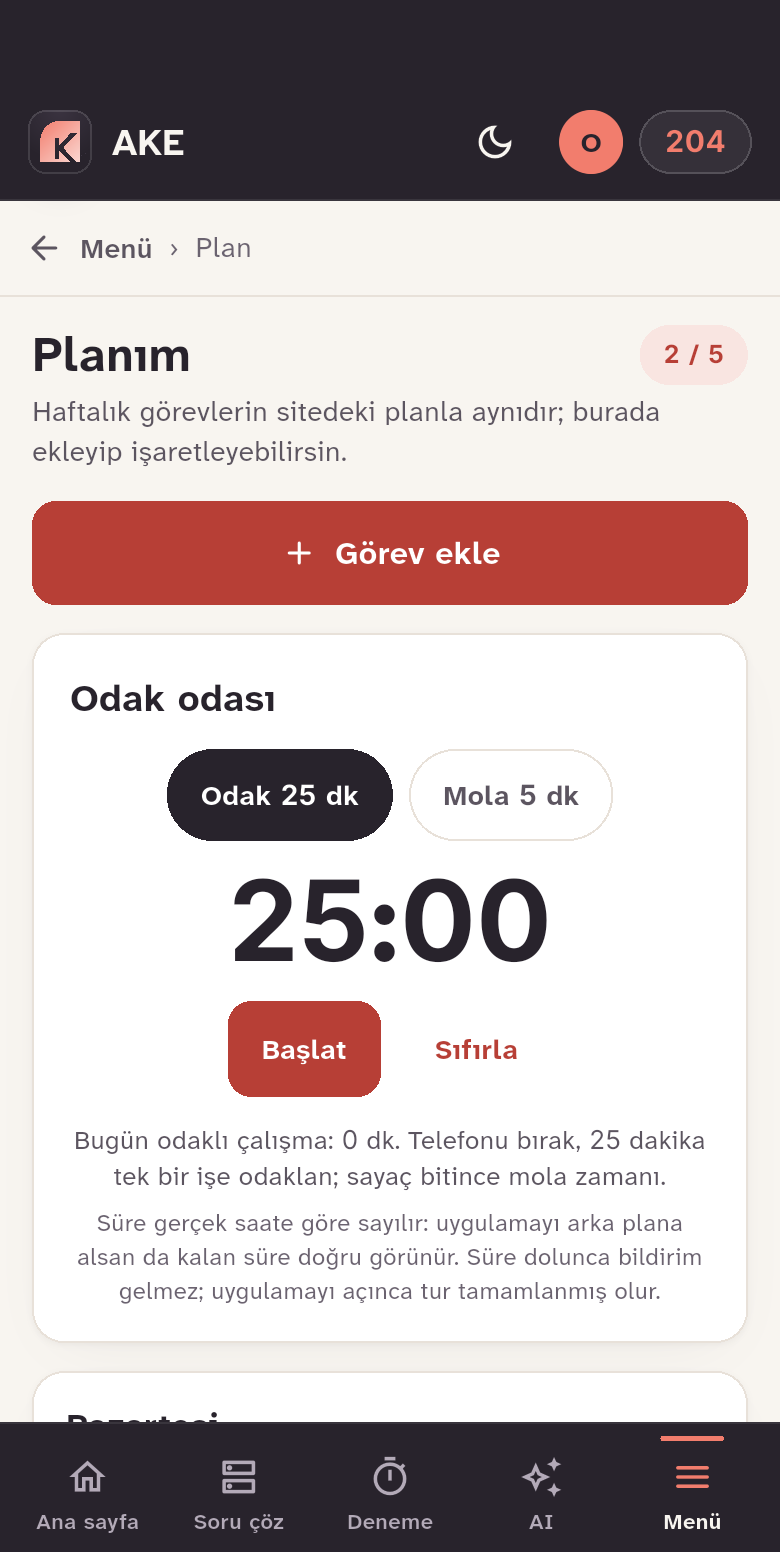 K AKE O 204
Menü › Plan
Planım 2 / 5
Haftalık görevlerin sitedeki planla aynıdır; burada
ekleyip işaretleyebilirsin.
+ Görev ekle
Odak odası
Odak 25 dk Mola 5 dk
25:00
Başlat Sıfırla
Bugün odaklı çalışma: 0 dk. Telefonu bırak, 25 dakika
tek bir işe odaklan; sayaç bitince mola zamanı.
Süre gerçek saate göre sayılır: uygulamayı arka plana
alsan da kalan süre doğru görünür. Süre dolunca bildirim
gelmez; uygulamayı açınca tur tamamlanmış olur.
Pazartesi
Ana sayfa Soru çöz Deneme AI Menü